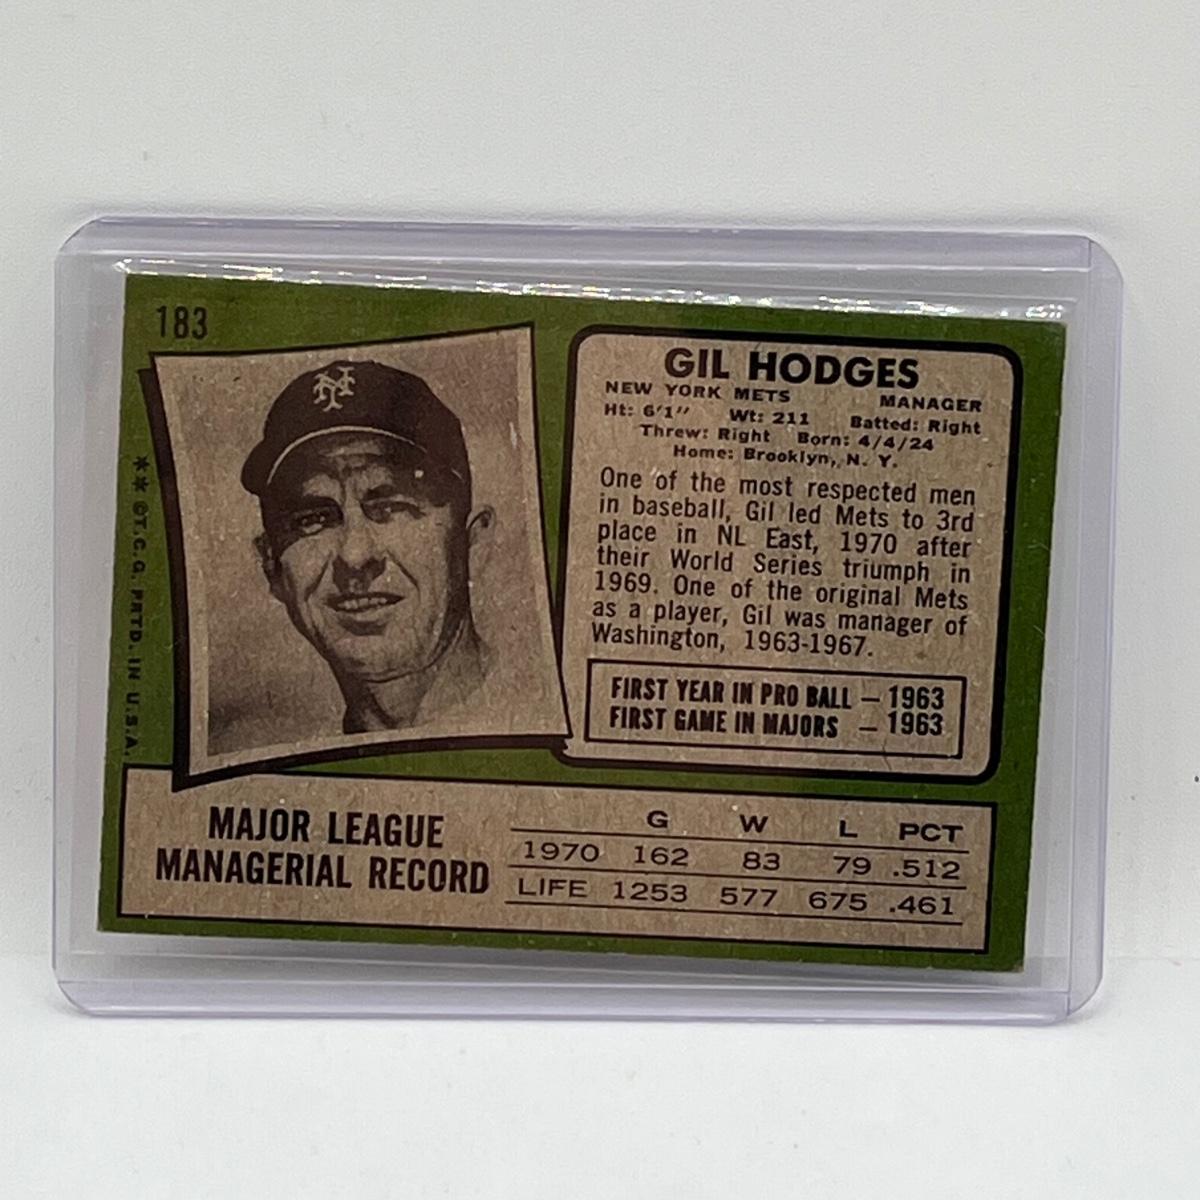 183
NY
GIL HODGES
NEW YORK METS MANAGER
Ht: 6'1" Wt: 211 Batted: Right
Threw: Right Born: 4/4/24
Home: Brooklyn, N. Y.
One of the most respected men
in baseball, Gil led Mets to 3rd
place in NL East, 1970 after
their World Series triumph in
1969. One of the original Mets
as a player, Gil was manager of
Washington, 1963-1967.
FIRST YEAR IN PRO BALL — 1963
FIRST GAME IN MAJORS — 1963
** ©T.C.G. PRTD. IN U.S.A.
MAJOR LEAGUE
MANAGERIAL RECORD
G W L PCT
1970 162 83 79 .512
LIFE 1253 577 675 .461